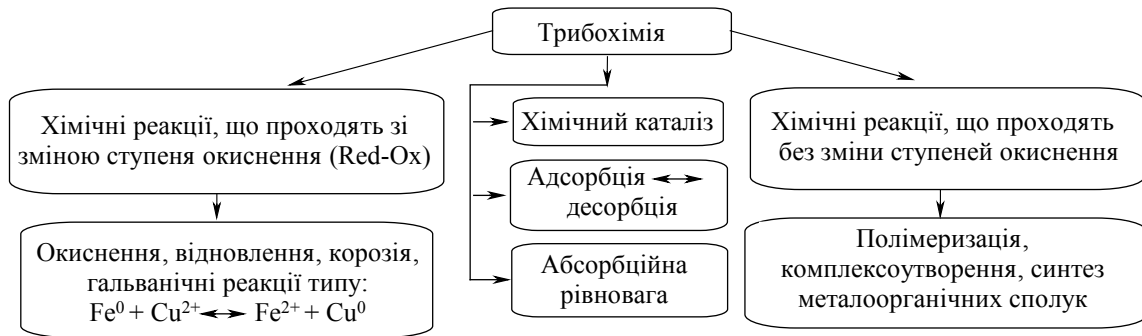 Трибохімія
Хімічні реакції, що проходять зі
зміною ступеня окиснення (Red-Ox)
Окиснення, відновлення, корозія,
гальванічні реакції типу:
Fe⁰ + Cu²⁺ ↔ Fe²⁺ + Cu⁰
Хімічний каталіз
Адсорбція ↔
десорбція
Абсорбційна
рівновага
Хімічні реакції, що проходять
без зміни ступеней окиснення
Полімеризація,
комплексоутворення, синтез
металоорганічних сполук